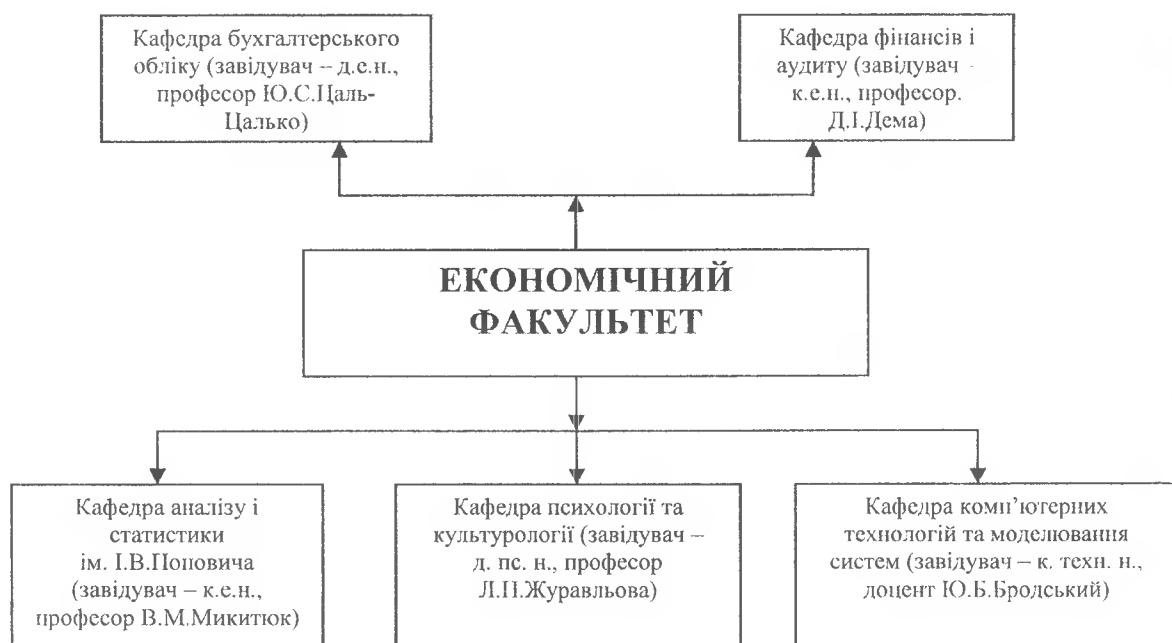 Кафедра бухгалтерського
обліку (завідувач – д.е.н.,
професор Ю.С.Цаль-
Цалько)
Кафедра фінансів і
аудиту (завідувач -
к.е.н., професор.
Д.І.Дема)
ЕКОНОМІЧНИЙ
ФАКУЛЬТЕТ
Кафедра аналізу і
статистики
ім. І.В.Поповича
(завідувач – к.е.н.,
професор В.М.Микитюк)
Кафедра психології та
культурології (завідувач –
д. пс. н., професор
Л.П.Журавльова)
Кафедра комп’ютерних
технологій та моделювання
систем (завідувач – к. техн. н.,
доцент Ю.Б.Бродський)